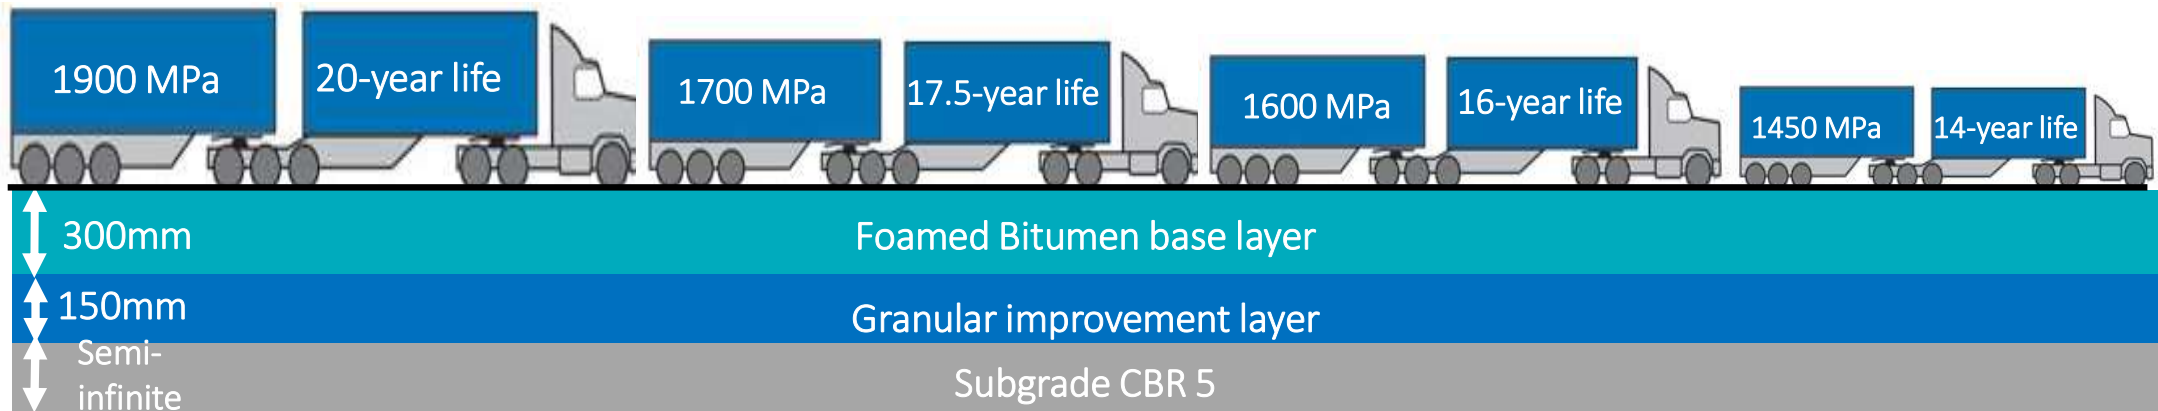 1900 MPa
20-year life
1700 MPa
17.5-year life
1600 MPa
16-year life
1450 MPa
14-year life
300mm
Foamed Bitumen base layer
150mm
Granular improvement layer
Semi-
infinite
Subgrade CBR 5